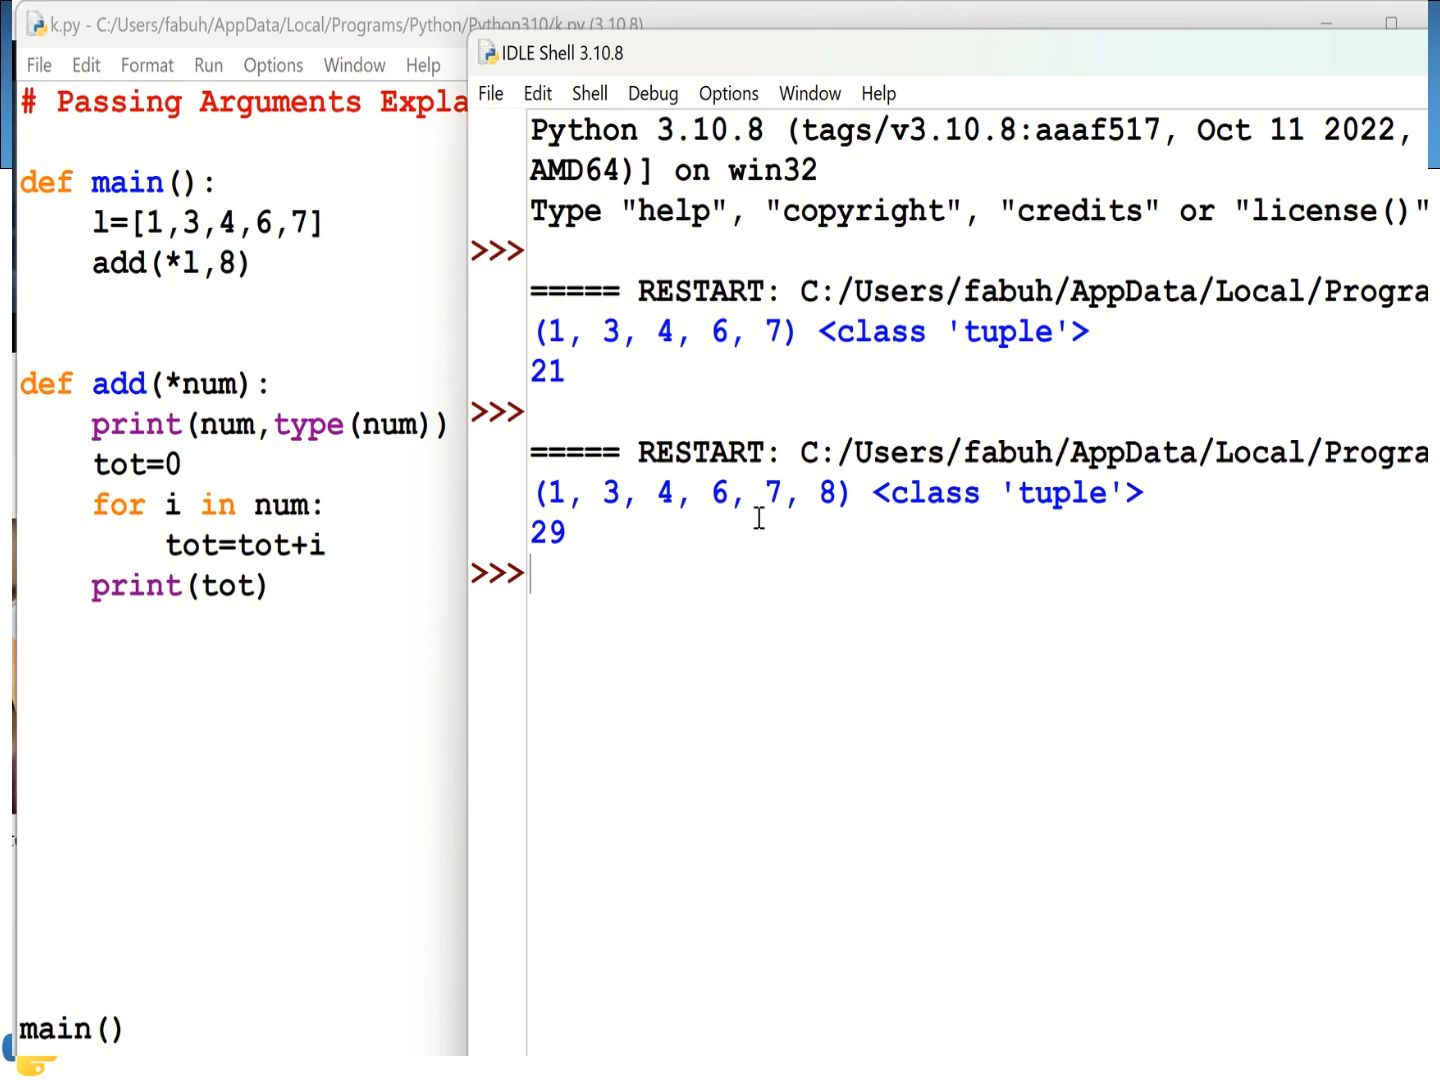 k.py - C:/Users/fabuh/AppData/Local/Programs/Python/Python310/k.py (3.10.8)
File Edit Format Run Options Window Help
# Passing Arguments Expla
def main():
    l=[1,3,4,6,7]
    add(*l,8)
def add(*num):
    print(num,type(num))
    tot=0
    for i in num:
        tot=tot+i
    print(tot)
main()
IDLE Shell 3.10.8
File Edit Shell Debug Options Window Help
Python 3.10.8 (tags/v3.10.8:aaaf517, Oct 11 2022,
AMD64)] on win32
Type "help", "copyright", "credits" or "license()"
>>>
===== RESTART: C:/Users/fabuh/AppData/Local/Progra
(1, 3, 4, 6, 7) <class 'tuple'>
21
>>>
===== RESTART: C:/Users/fabuh/AppData/Local/Progra
(1, 3, 4, 6, 7, 8) <class 'tuple'>
29
>>>